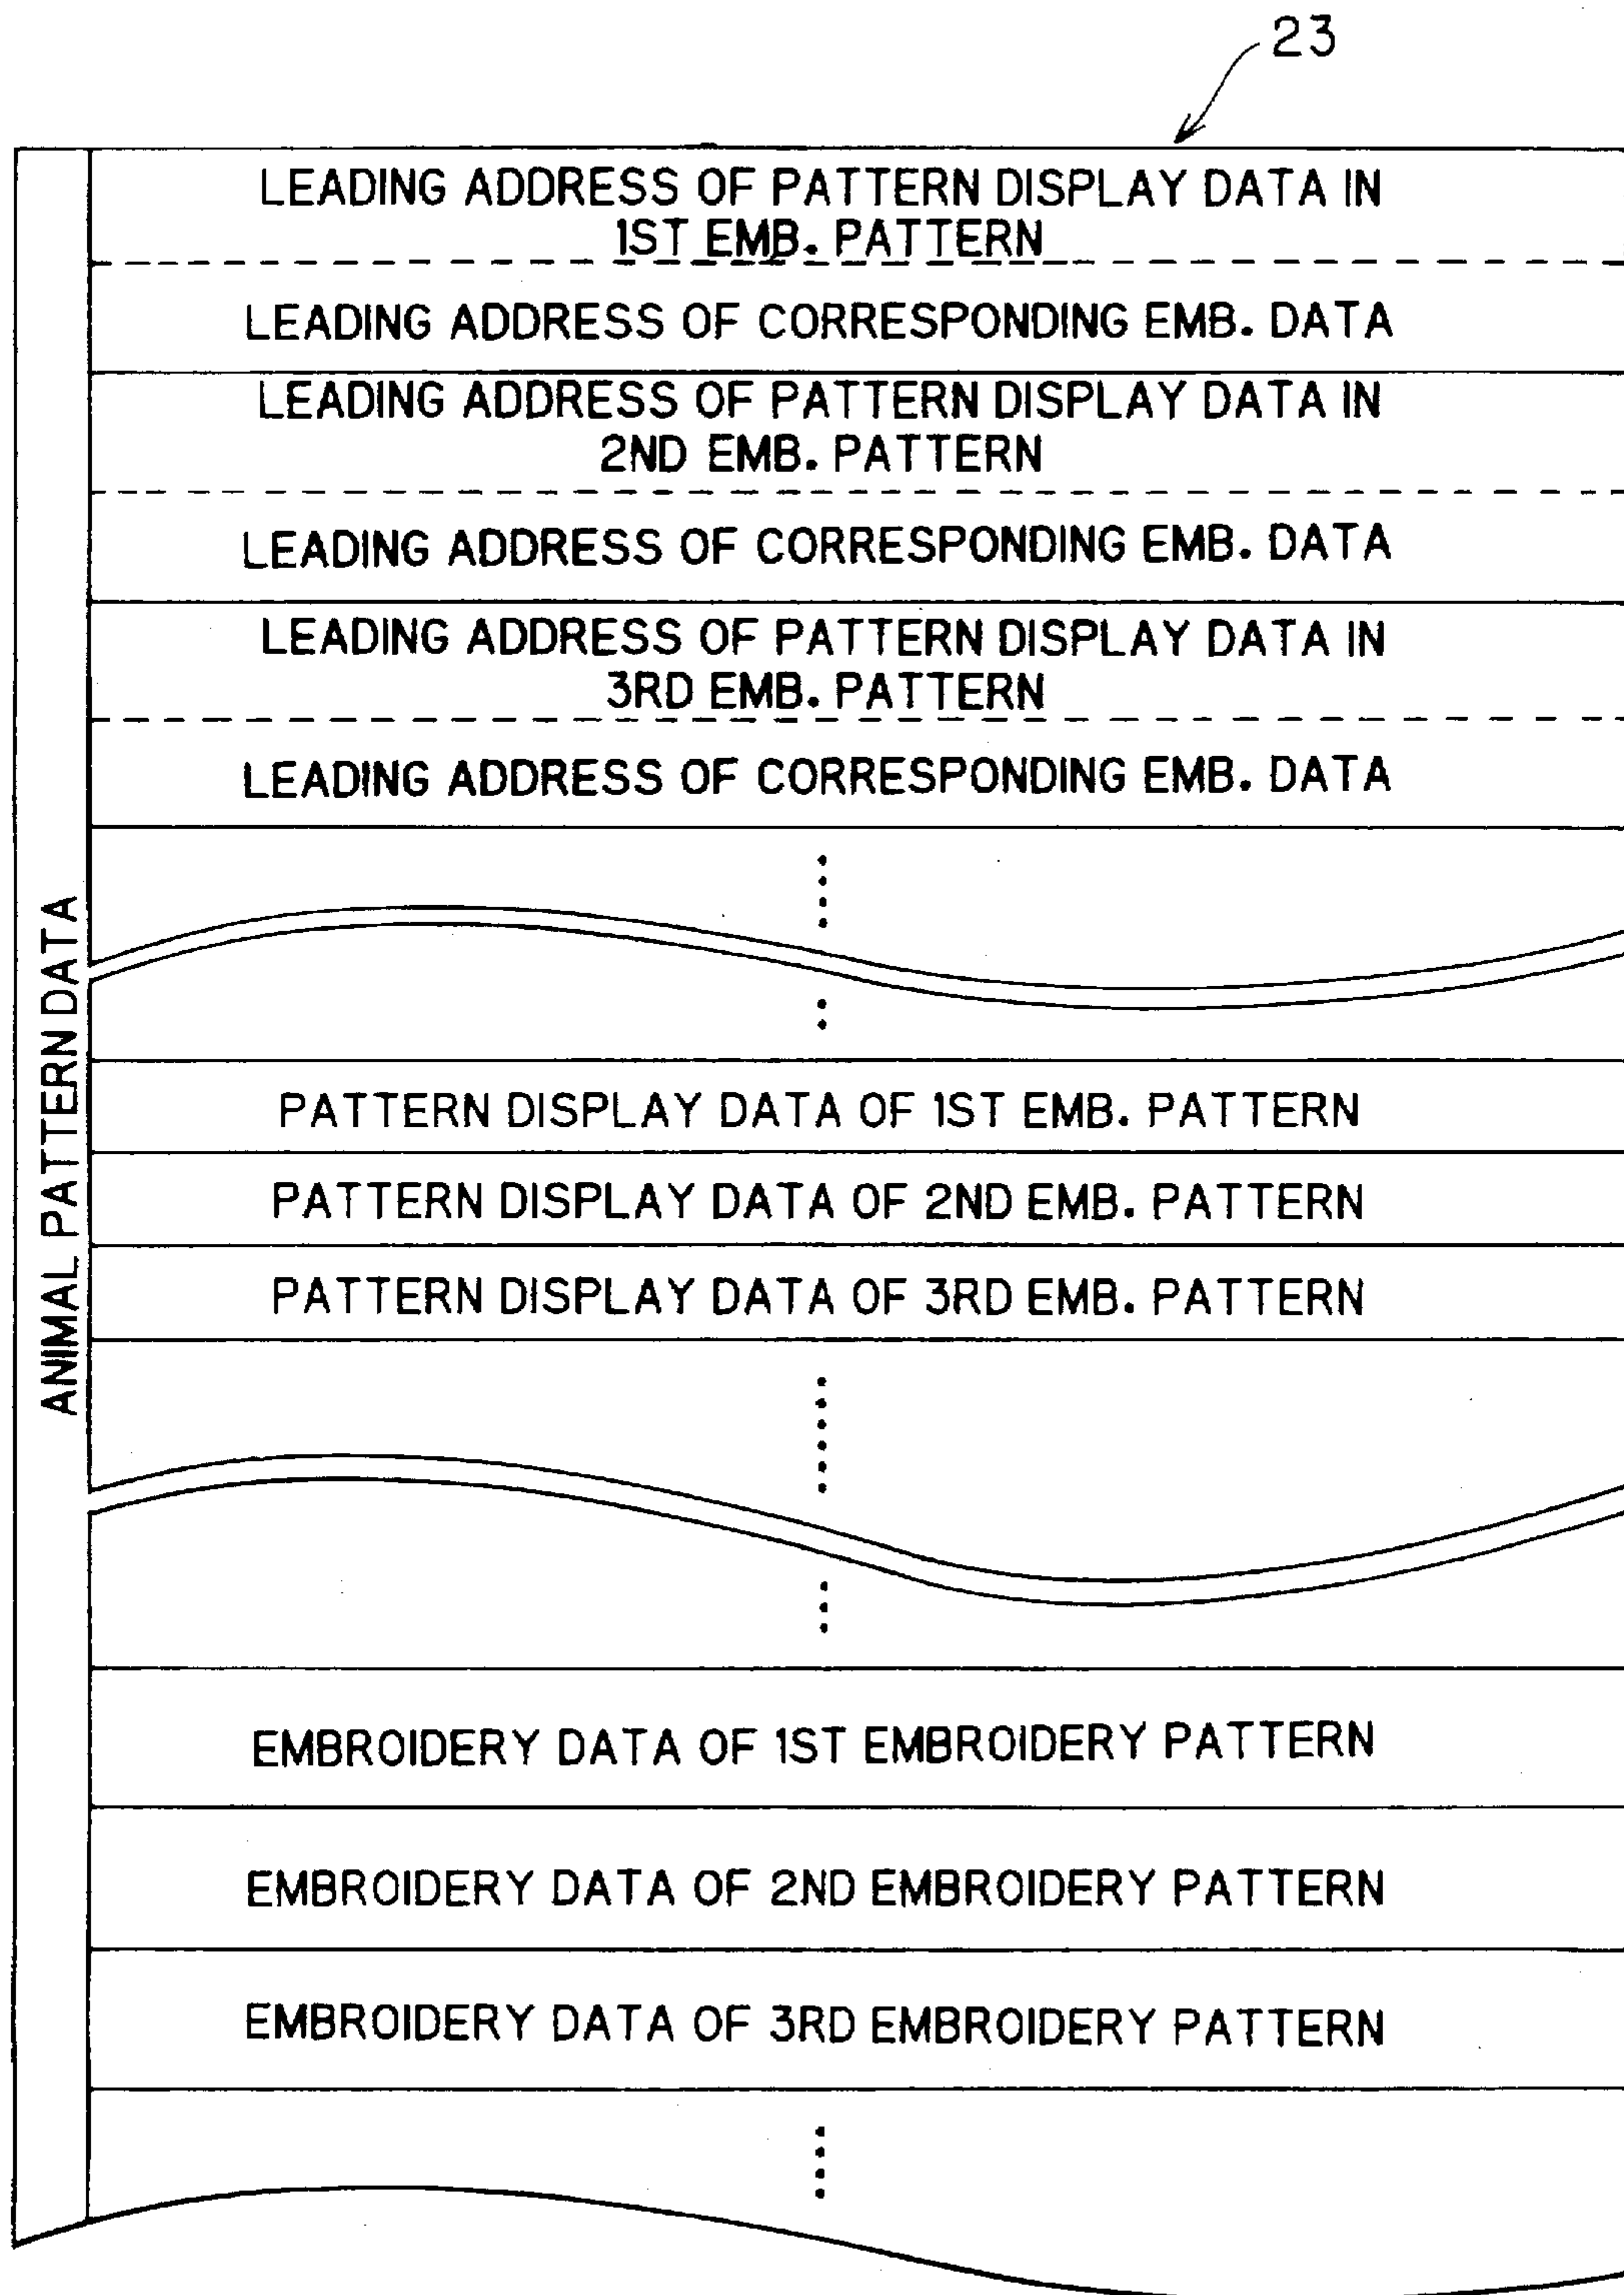 23
LEADING ADDRESS OF PATTERN DISPLAY DATA IN
1ST EMB. PATTERN
LEADING ADDRESS OF CORRESPONDING EMB. DATA
LEADING ADDRESS OF PATTERN DISPLAY DATA IN
2ND EMB. PATTERN
LEADING ADDRESS OF CORRESPONDING EMB. DATA
LEADING ADDRESS OF PATTERN DISPLAY DATA IN
3RD EMB. PATTERN
LEADING ADDRESS OF CORRESPONDING EMB. DATA
ANIMAL PATTERN DATA
PATTERN DISPLAY DATA OF 1ST EMB. PATTERN
PATTERN DISPLAY DATA OF 2ND EMB. PATTERN
PATTERN DISPLAY DATA OF 3RD EMB. PATTERN
EMBROIDERY DATA OF 1ST EMBROIDERY PATTERN
EMBROIDERY DATA OF 2ND EMBROIDERY PATTERN
EMBROIDERY DATA OF 3RD EMBROIDERY PATTERN